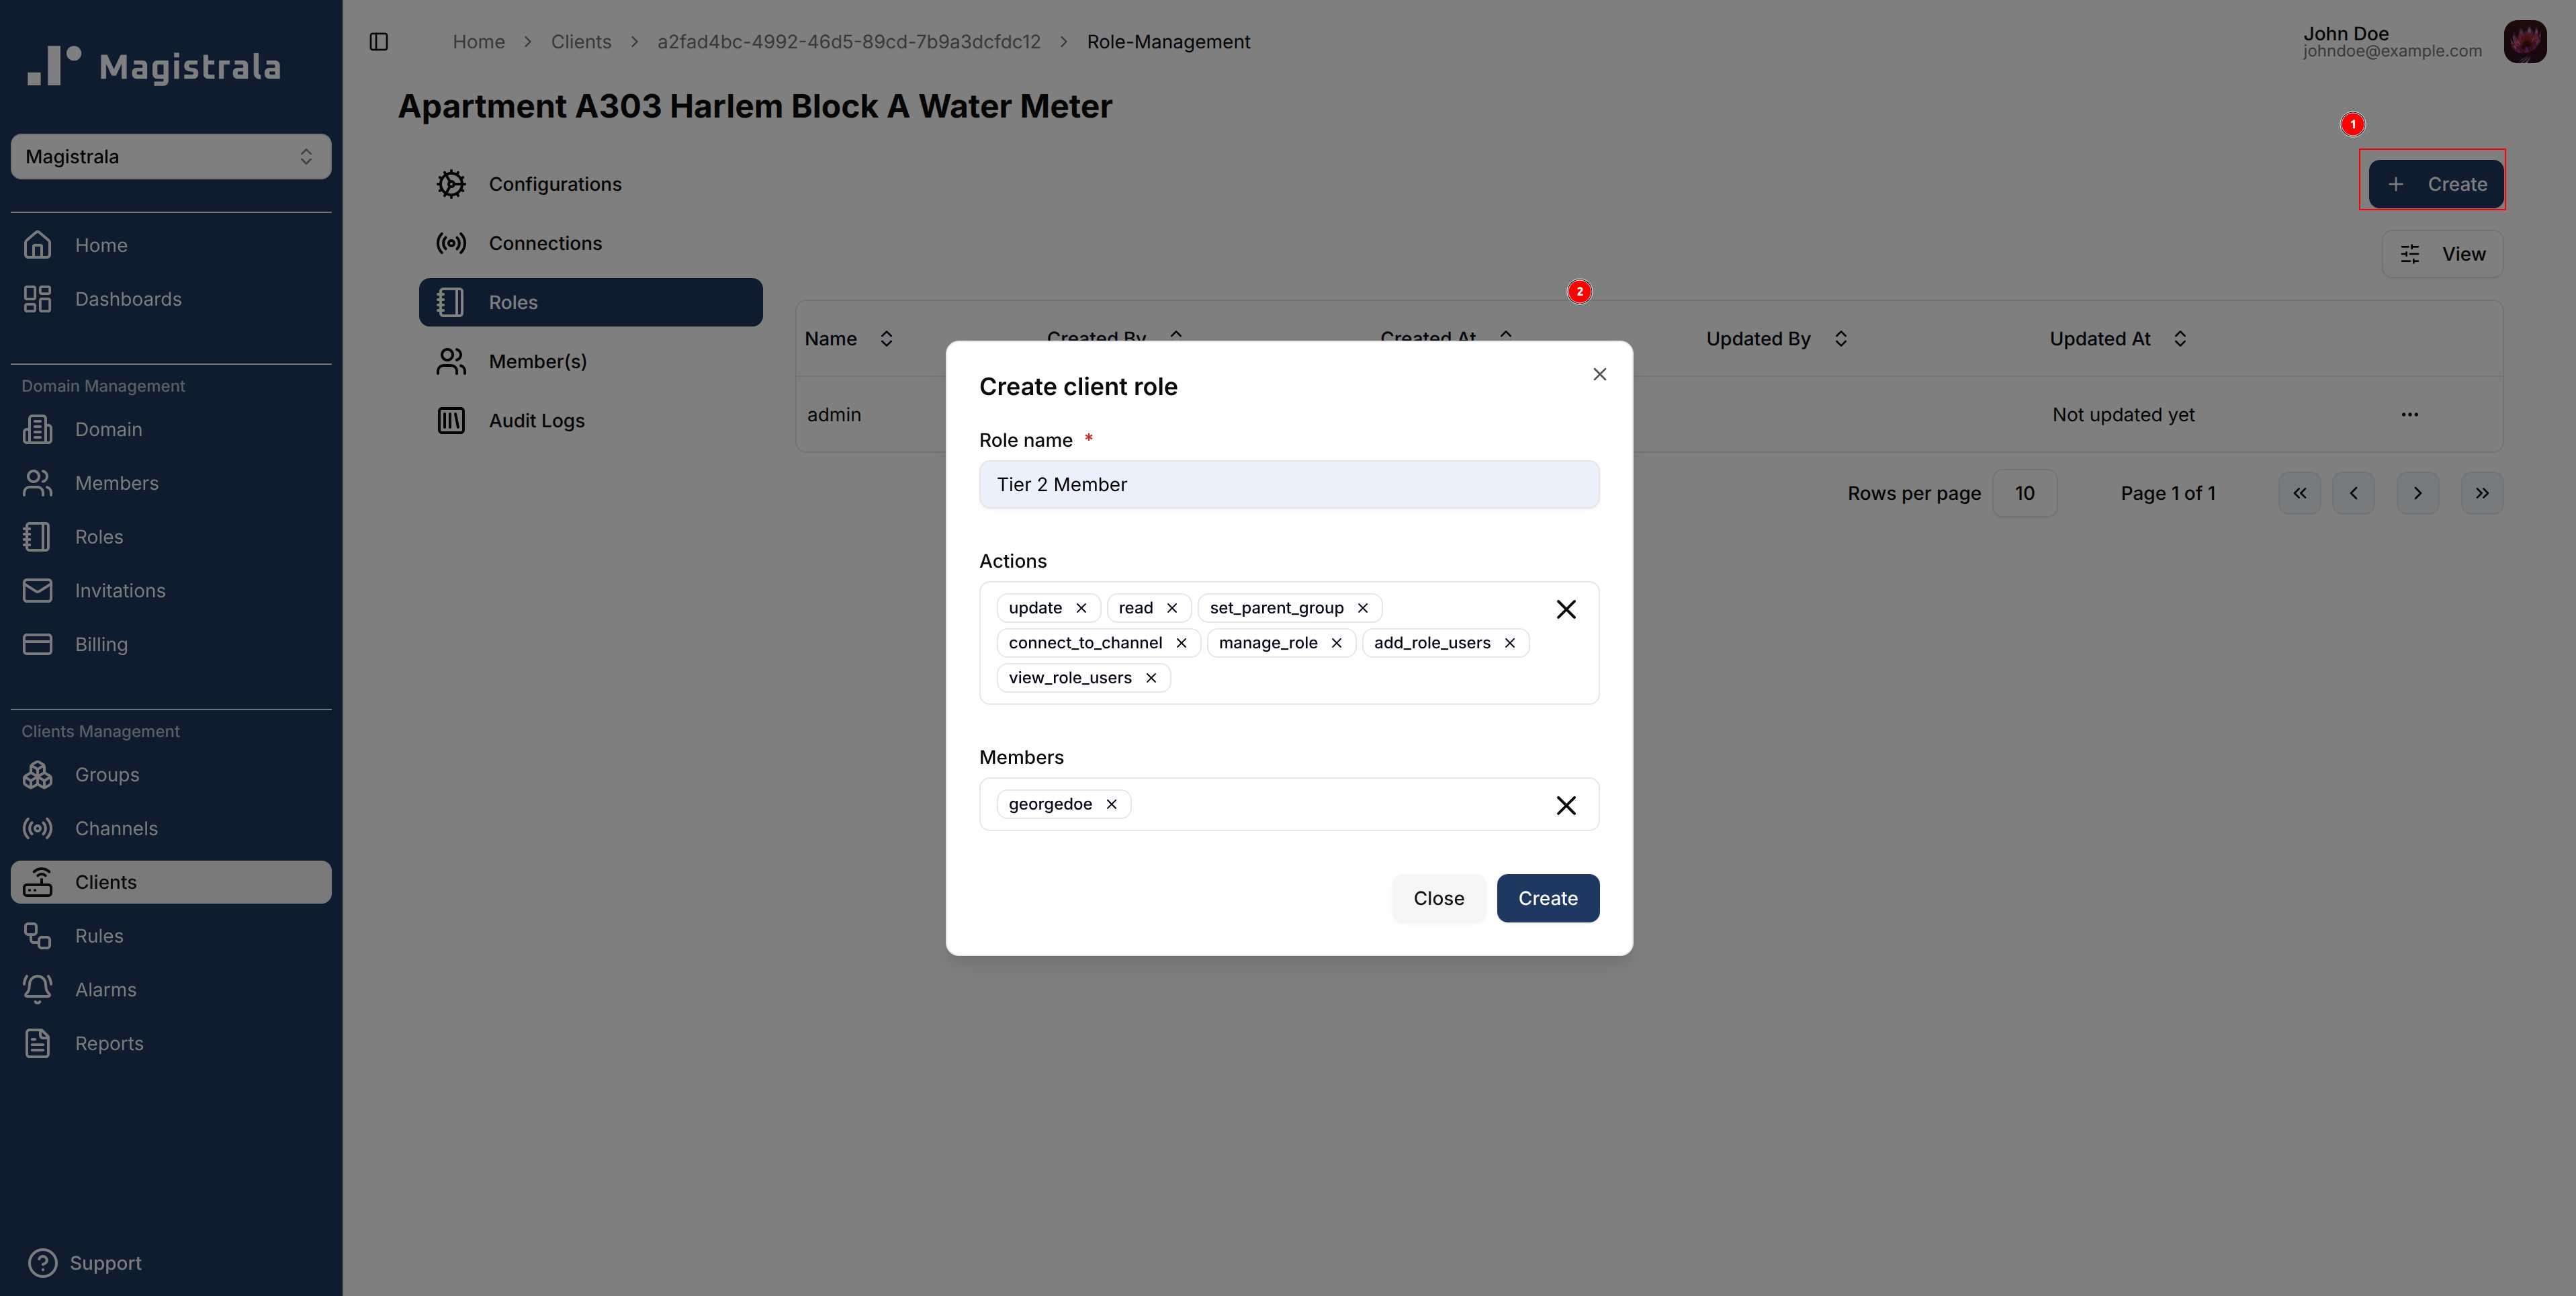 Magistrala
Magistrala
Home
Dashboards
Domain Management
Domain
Members
Roles
Invitations
Billing
Clients Management
Groups
Channels
Clients
Rules
Alarms
Reports
Support
Home > Clients > a2fad4bc-4992-46d5-89cd-7b9a3dcfdc12 > Role-Management
John Doe
johndoe@example.com
Apartment A303 Harlem Block A Water Meter
1
Configurations
Connections
Roles
Member(s)
Audit Logs
+ Create
View
2
Name Created By Created At Updated By Updated At
admin Not updated yet ...
Rows per page 10 Page 1 of 1
Create client role
Role name *
Tier 2 Member
Actions
update read set_parent_group
connect_to_channel manage_role add_role_users
view_role_users
Members
georgedoe
Close Create